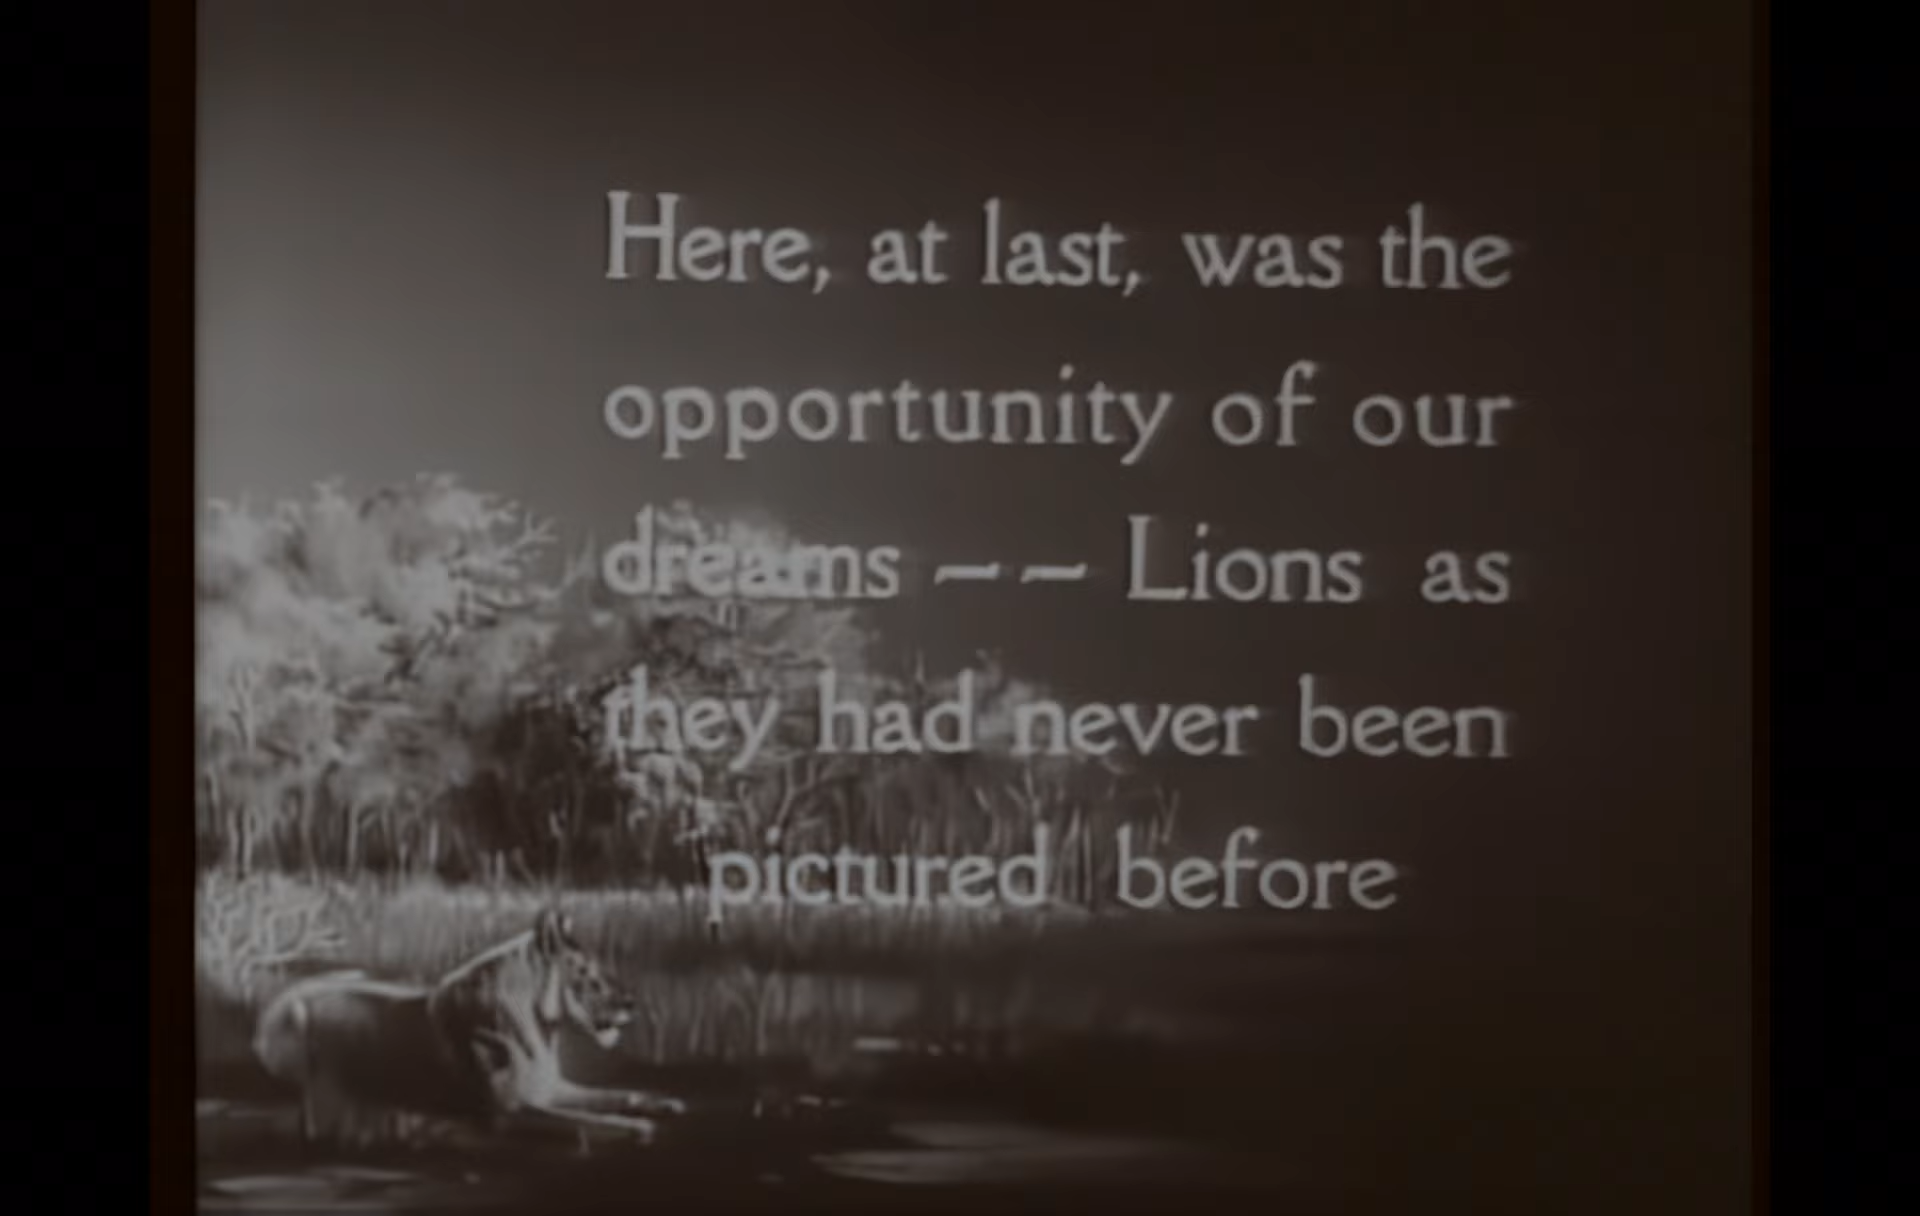 Here, at last, was the
opportunity of our
dreams -- Lions as
they had never been
pictured before